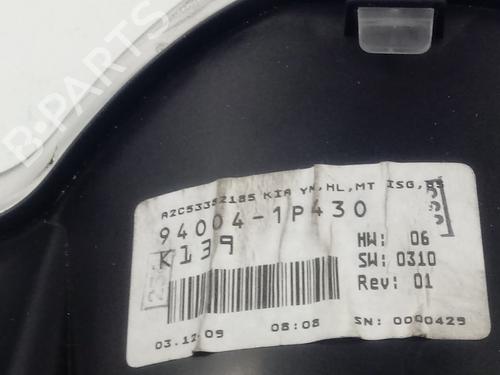 B-PARTS
A2C53352185 KIA YN,HL,MT ISG,
94004-1P430
K139
HW: 06
SW: 0310
Rev: 01
03.12.09 08:08 SN: 0000429